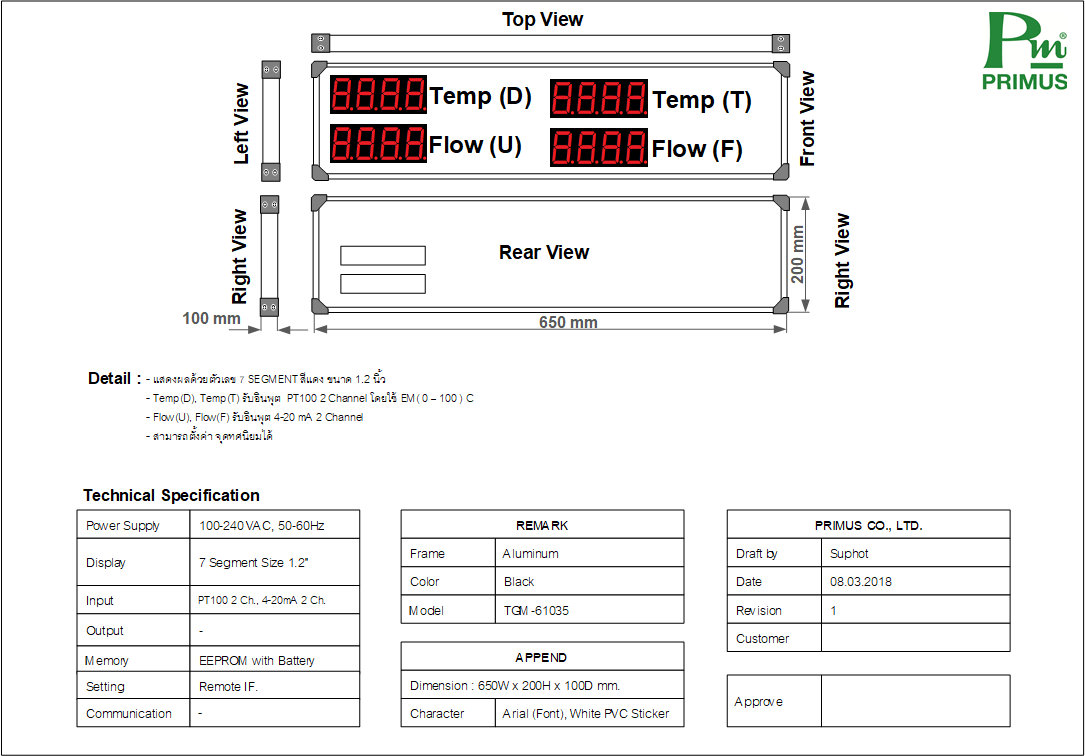 Top View
Pm®
PRIMUS
Left View
8.8.8.8. Temp (D)
8.8.8.8. Temp (T)
8.8.8.8. Flow (U)
8.8.8.8. Flow (F)
Front View
Right View
Rear View
200 mm
Right View
100 mm
650 mm
Detail : - แสดงผลด้วยตัวเลข 7 SEGMENT สีแดง ขนาด 1.2 นิ้ว
- Temp(D), Temp(T) รับอินพุต PT100 2 Channel โดยใช้ EM ( 0 – 100 ) C
- Flow(U), Flow(F) รับอินพุต 4-20 mA 2 Channel
- สามารถตั้งค่า จุดทศนิยมได้
Technical Specification
Power Supply 100-240 VAC, 50-60Hz
Display 7 Segment Size 1.2"
Input PT100 2 Ch., 4-20mA 2 Ch.
Output -
Memory EEPROM with Battery
Setting Remote IF.
Communication -
REMARK
Frame Aluminum
Color Black
Model TGM-61035
APPEND
Dimension : 650W x 200H x 100D mm.
Character Arial (Font), White PVC Sticker
PRIMUS CO., LTD.
Draft by Suphot
Date 08.03.2018
Revision 1
Customer
Approve